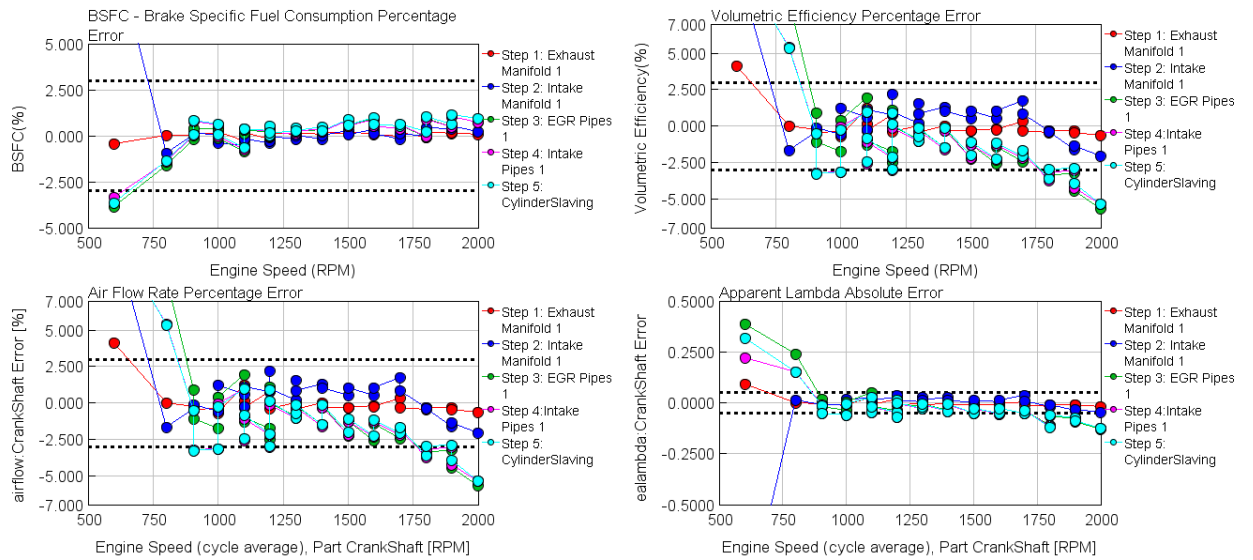 BSFC - Brake Specific Fuel Consumption Percentage
Error
BSFC(%)
5.000
2.500
0.000
-2.500
-5.000
500
750
1000
1250
1500
1750
2000
Engine Speed (RPM)
Step 1: Exhaust
Manifold 1
Step 2: Intake
Manifold 1
Step 3: EGR Pipes
1
Step 4: Intake
Pipes 1
Step 5:
CylinderSlaving
Volumetric Efficiency Percentage Error
Volumetric Efficiency(%)
7.000
5.000
2.500
0.000
-2.500
-5.000
-7.000
500
750
1000
1250
1500
1750
2000
Engine Speed (RPM)
Step 1: Exhaust
Manifold 1
Step 2: Intake
Manifold 1
Step 3: EGR Pipes
1
Step 4:Intake
Pipes 1
Step 5:
CylinderSlaving
Air Flow Rate Percentage Error
airflow:CrankShaft Error [%]
7.000
5.000
2.500
0.000
-2.500
-5.000
-7.000
500
750
1000
1250
1500
1750
2000
Engine Speed (cycle average), Part CrankShaft [RPM]
Step 1: Exhaust
Manifold 1
Step 2: Intake
Manifold 1
Step 3: EGR Pipes
1
Step 4:Intake
Pipes 1
Step 5:
CylinderSlaving
Apparent Lambda Absolute Error
ealambda:CrankShaft Error
0.5000
0.2500
0.0000
-0.2500
-0.5000
500
750
1000
1250
1500
1750
2000
Engine Speed (cycle average), Part CrankShaft [RPM]
Step 1: Exhaust
Manifold 1
Step 2: Intake
Manifold 1
Step 3: EGR Pipes
1
Step 4:Intake
Pipes 1
Step 5:
CylinderSlaving